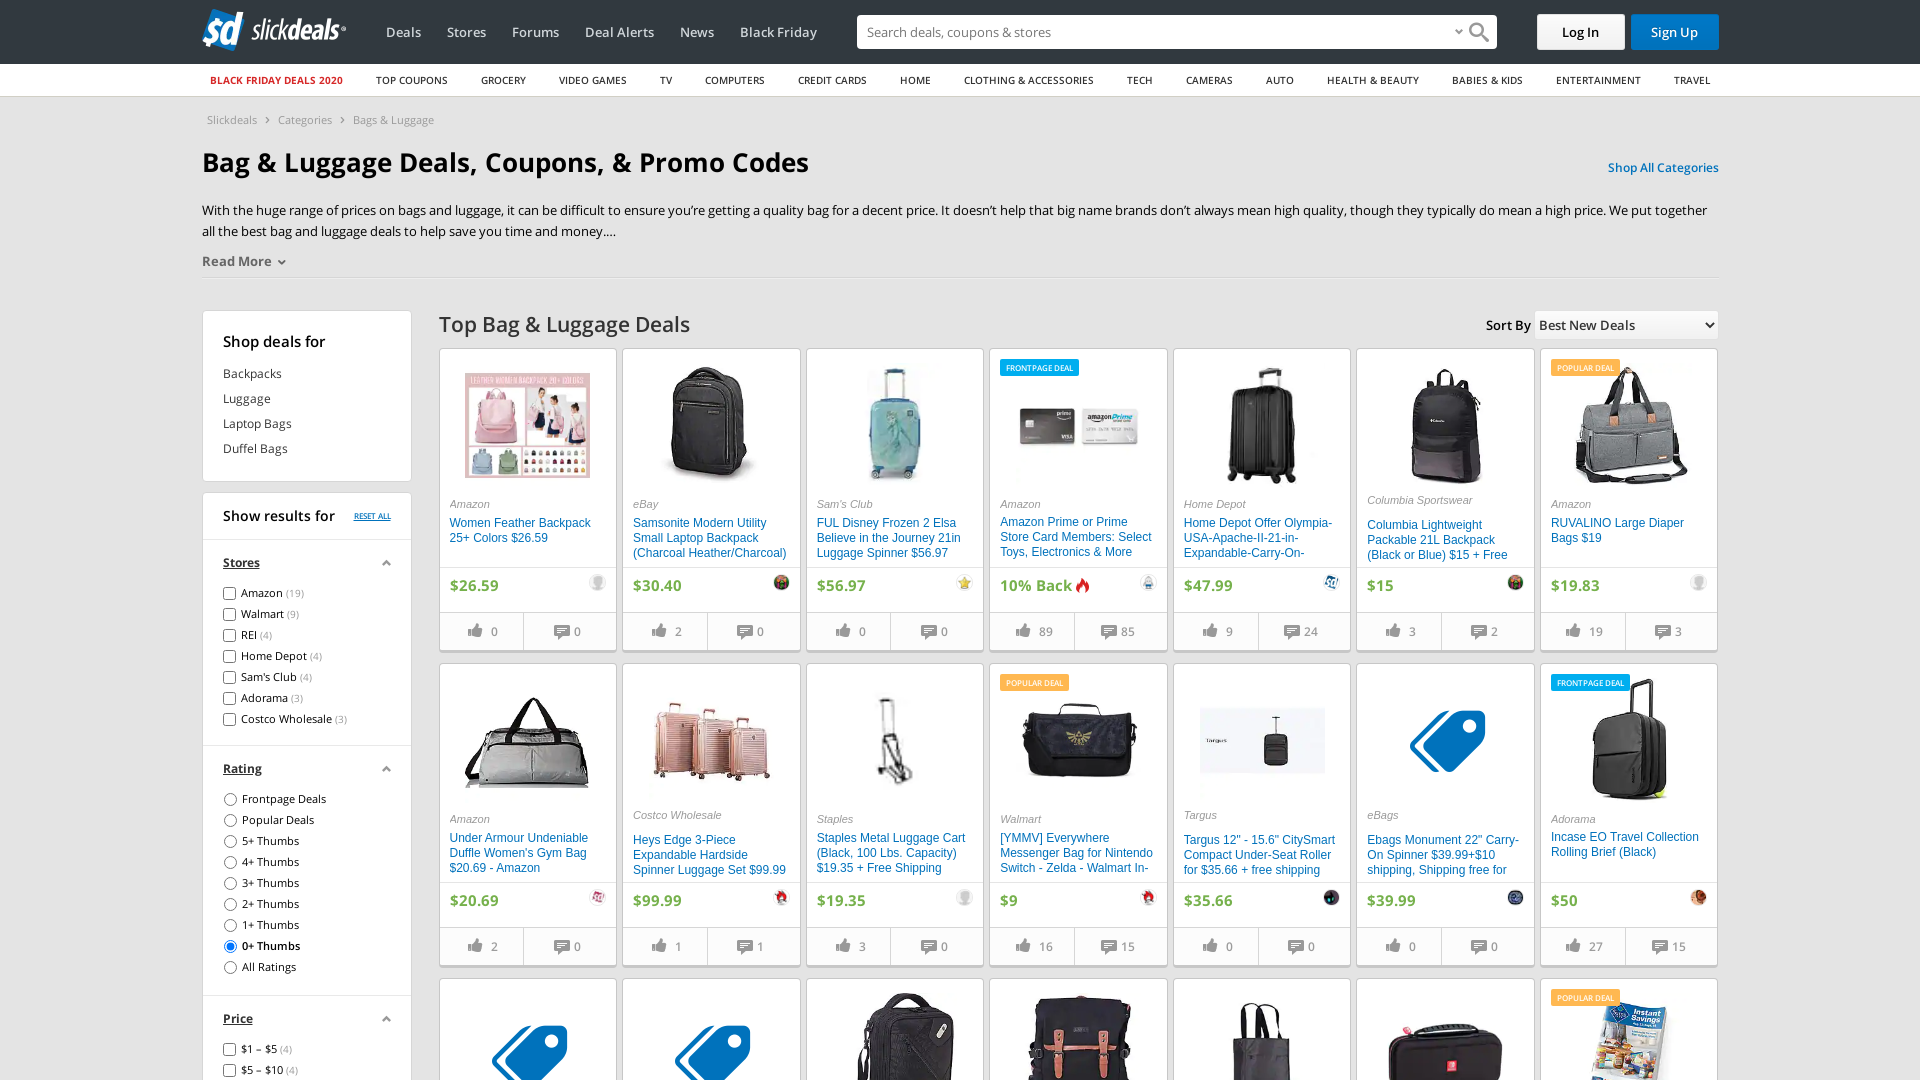 sd slickdeals
Deals
Stores
Forums
Deal Alerts
News
Black Friday
Search deals, coupons & stores
Log In
Sign Up
BLACK FRIDAY DEALS 2020
TOP COUPONS
GROCERY
VIDEO GAMES
TV
COMPUTERS
CREDIT CARDS
HOME
CLOTHING & ACCESSORIES
TECH
CAMERAS
AUTO
HEALTH & BEAUTY
BABIES & KIDS
ENTERTAINMENT
TRAVEL
Slickdeals
Categories
Bags & Luggage
Bag & Luggage Deals, Coupons, & Promo Codes
Shop All Categories
With the huge range of prices on bags and luggage, it can be difficult to ensure you’re getting a quality bag for a decent price. It doesn’t help that big name brands don’t always mean high quality, though they typically do mean a high price. We put together
all the best bag and luggage deals to help save you time and money....
Read More
Shop deals for
Backpacks
Luggage
Laptop Bags
Duffel Bags
Show results for
RESET ALL
Stores
Amazon (19)
Walmart (9)
REI (4)
Home Depot (4)
Sam's Club (4)
Adorama (3)
Costco Wholesale (3)
Rating
Frontpage Deals
Popular Deals
5+ Thumbs
4+ Thumbs
3+ Thumbs
2+ Thumbs
1+ Thumbs
0+ Thumbs
All Ratings
Price
$1 – $5 (4)
$5 – $10 (4)
Top Bag & Luggage Deals
Sort By
Best New Deals
Amazon
Women Feather Backpack
25+ Colors $26.59
$26.59
0
0
eBay
Samsonite Modern Utility
Small Laptop Backpack
(Charcoal Heather/Charcoal)
$30.40
2
0
Sam's Club
FUL Disney Frozen 2 Elsa
Believe in the Journey 21in
Luggage Spinner $56.97
$56.97
0
0
FRONTPAGE DEAL
Amazon
Amazon Prime or Prime
Store Card Members: Select
Toys, Electronics & More
10% Back
89
85
Home Depot
Home Depot Offer Olympia-
USA-Apache-II-21-in-
Expandable-Carry-On-
$47.99
9
24
Columbia Sportswear
Columbia Lightweight
Packable 21L Backpack
(Black or Blue) $15 + Free
$15
3
2
POPULAR DEAL
Amazon
RUVALINO Large Diaper
Bags $19
$19.83
19
3
Amazon
Under Armour Undeniable
Duffle Women's Gym Bag
$20.69 - Amazon
$20.69
2
0
Costco Wholesale
Heys Edge 3-Piece
Expandable Hardside
Spinner Luggage Set $99.99
$99.99
1
1
Staples
Staples Metal Luggage Cart
(Black, 100 Lbs. Capacity)
$19.35 + Free Shipping
$19.35
3
0
POPULAR DEAL
Walmart
[YMMV] Everywhere
Messenger Bag for Nintendo
Switch - Zelda - Walmart In-
$9
16
15
Targus
Targus
Targus 12" - 15.6" CitySmart
Compact Under-Seat Roller
for $35.66 + free shipping
$35.66
0
0
eBags
Ebags Monument 22" Carry-
On Spinner $39.99+$10
shipping, Shipping free for
$39.99
0
0
FRONTPAGE DEAL
Adorama
Incase EO Travel Collection
Rolling Brief (Black)
$50
27
15
POPULAR DEAL
Instant
Savings